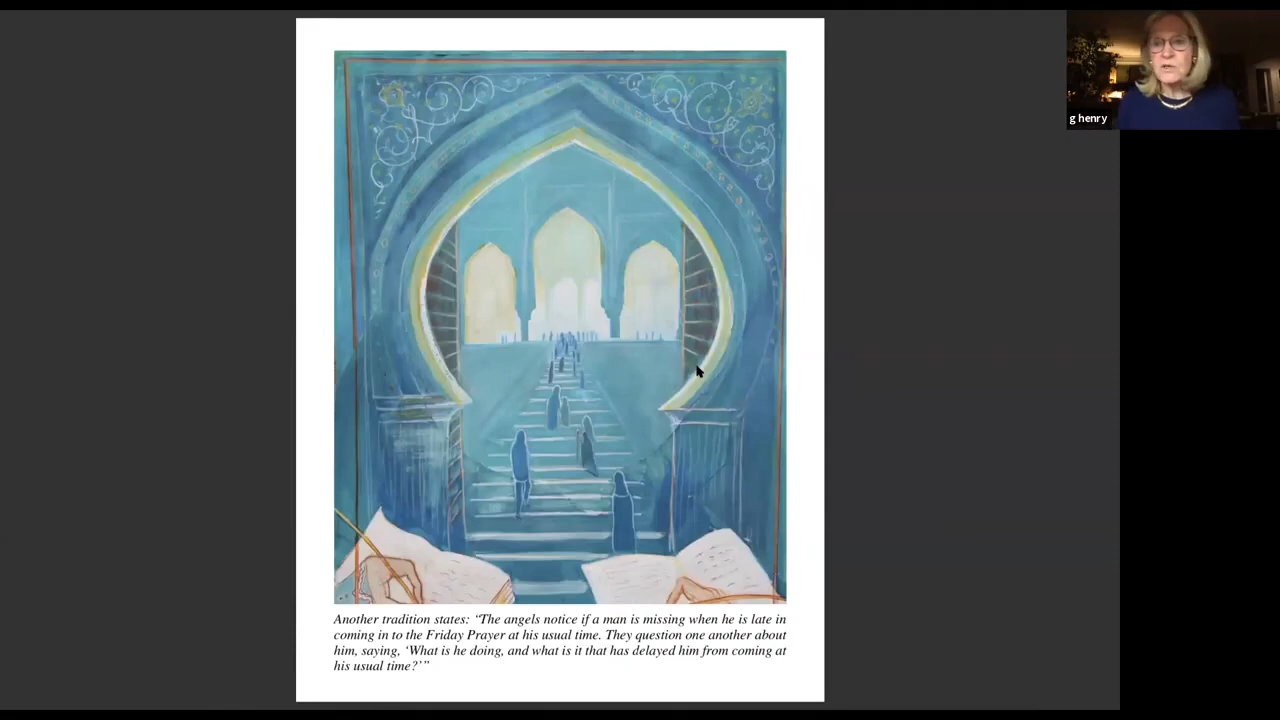 g henry
Another tradition states: “The angels notice if a man is missing when he is late in
coming in to the Friday Prayer at his usual time. They question one another about
him, saying, ‘What is he doing, and what is it that has delayed him from coming at
his usual time?’”